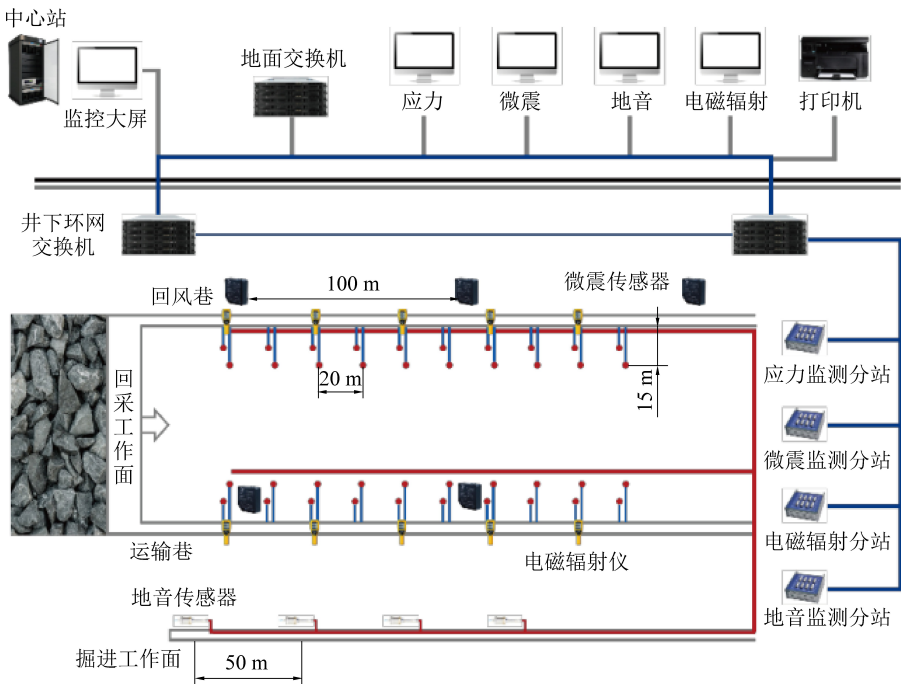 中心站
监控大屏
地面交换机
应力
微震
地音
电磁辐射
打印机
井下环网
交换机
回风巷
100 m
微震传感器
20 m
15 m
回采工作面
应力监测分站
微震监测分站
电磁辐射分站
地音监测分站
运输巷
电磁辐射仪
地音传感器
掘进工作面
50 m